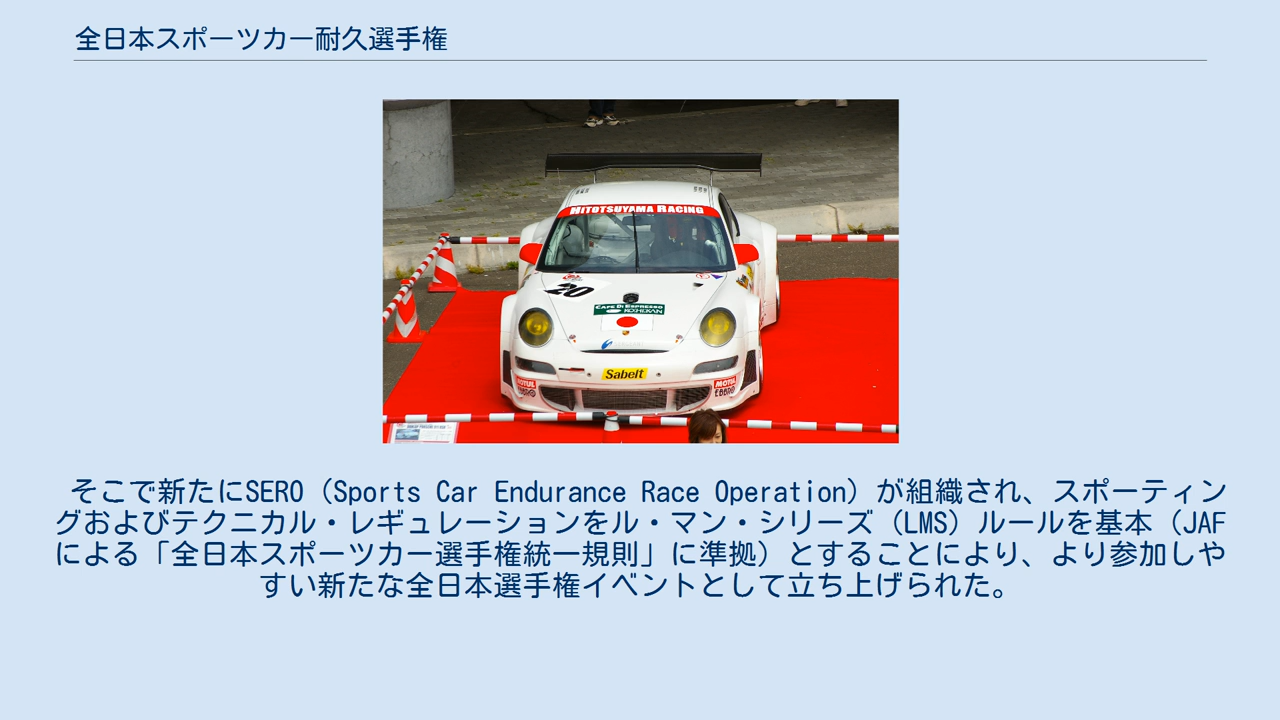 全日本スポーツカー耐久選手権
HITOTSUYAMA RACING
20
CAFE DI ESPRESSO
Sabelt
MOTUL
MOTUL
EBBRO
そこで新たにSERO（Sports Car Endurance Race Operation）が組織され、スポーティン
グおよびテクニカル・レギュレーションをル・マン・シリーズ（LMS）ルールを基本（JAF
による「全日本スポーツカー選手権統一規則」に準拠）とすることにより、より参加しや
すい新たな全日本選手権イベントとして立ち上げられた。